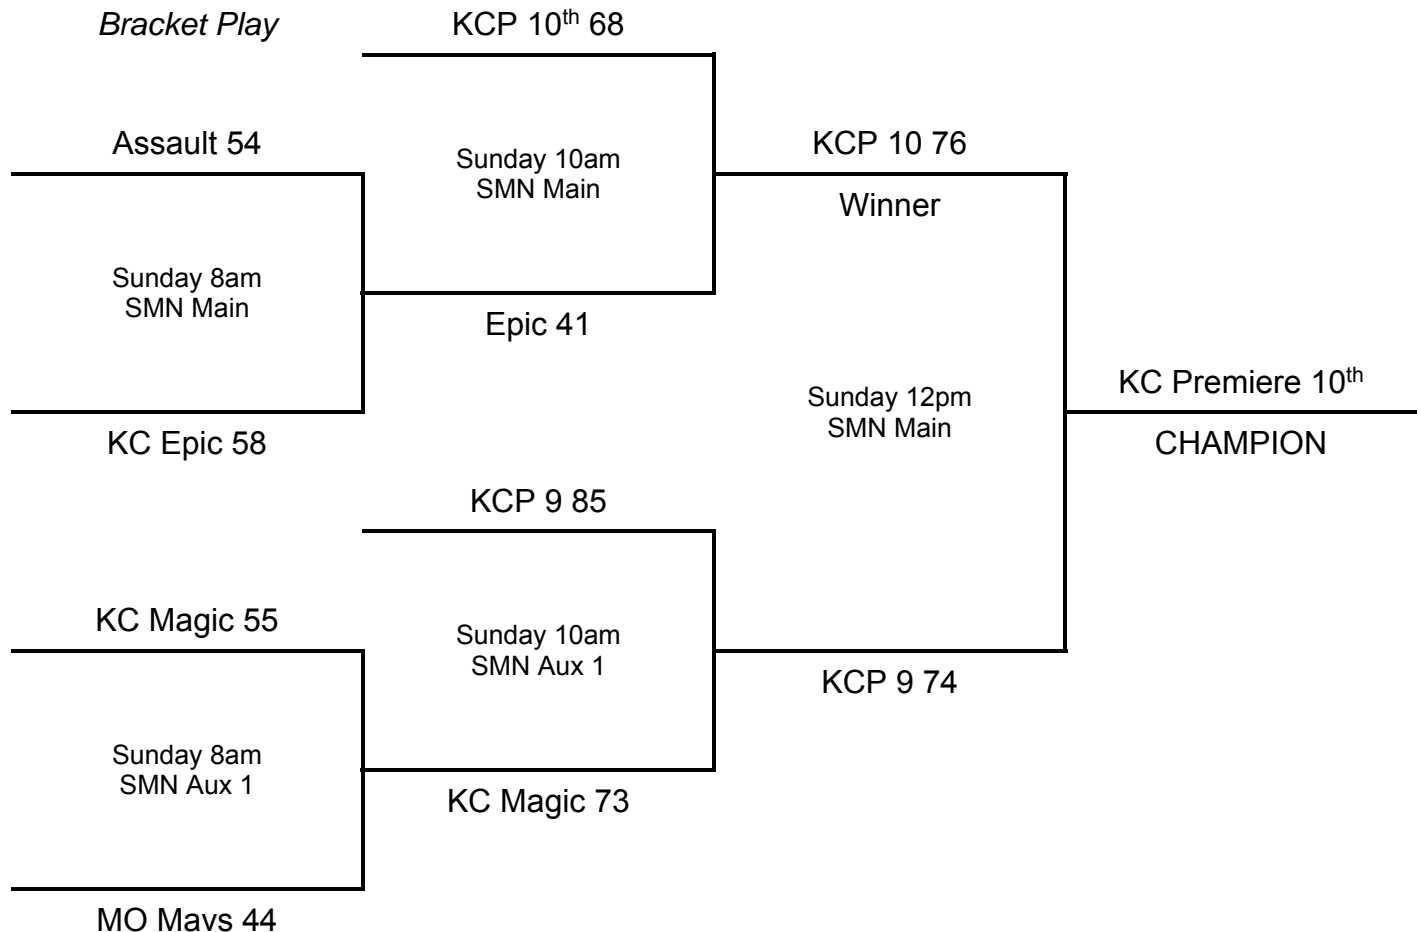 Bracket Play
KCP 10th 68
Assault 54
Sunday 10am
SMN Main
KCP 10 76
Winner
Sunday 8am
SMN Main
Epic 41
KC Epic 58
Sunday 12pm
SMN Main
KC Premiere 10th
CHAMPION
KCP 9 85
KC Magic 55
Sunday 10am
SMN Aux 1
KCP 9 74
Sunday 8am
SMN Aux 1
KC Magic 73
MO Mavs 44